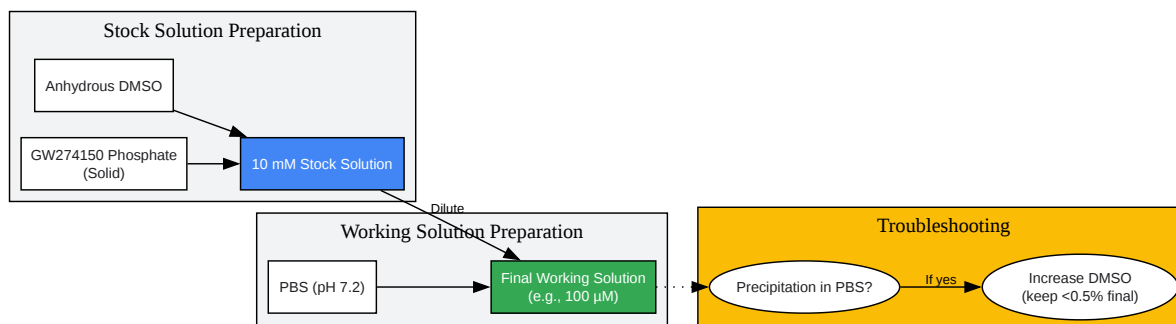 Stock Solution Preparation
Anhydrous DMSO
GW274150 Phosphate
(Solid)
10 mM Stock Solution
Dilute
Working Solution Preparation
PBS (pH 7.2)
Final Working Solution
(e.g., 100 µM)
Troubleshooting
Precipitation in PBS?
If yes
Increase DMSO
(keep <0.5% final)